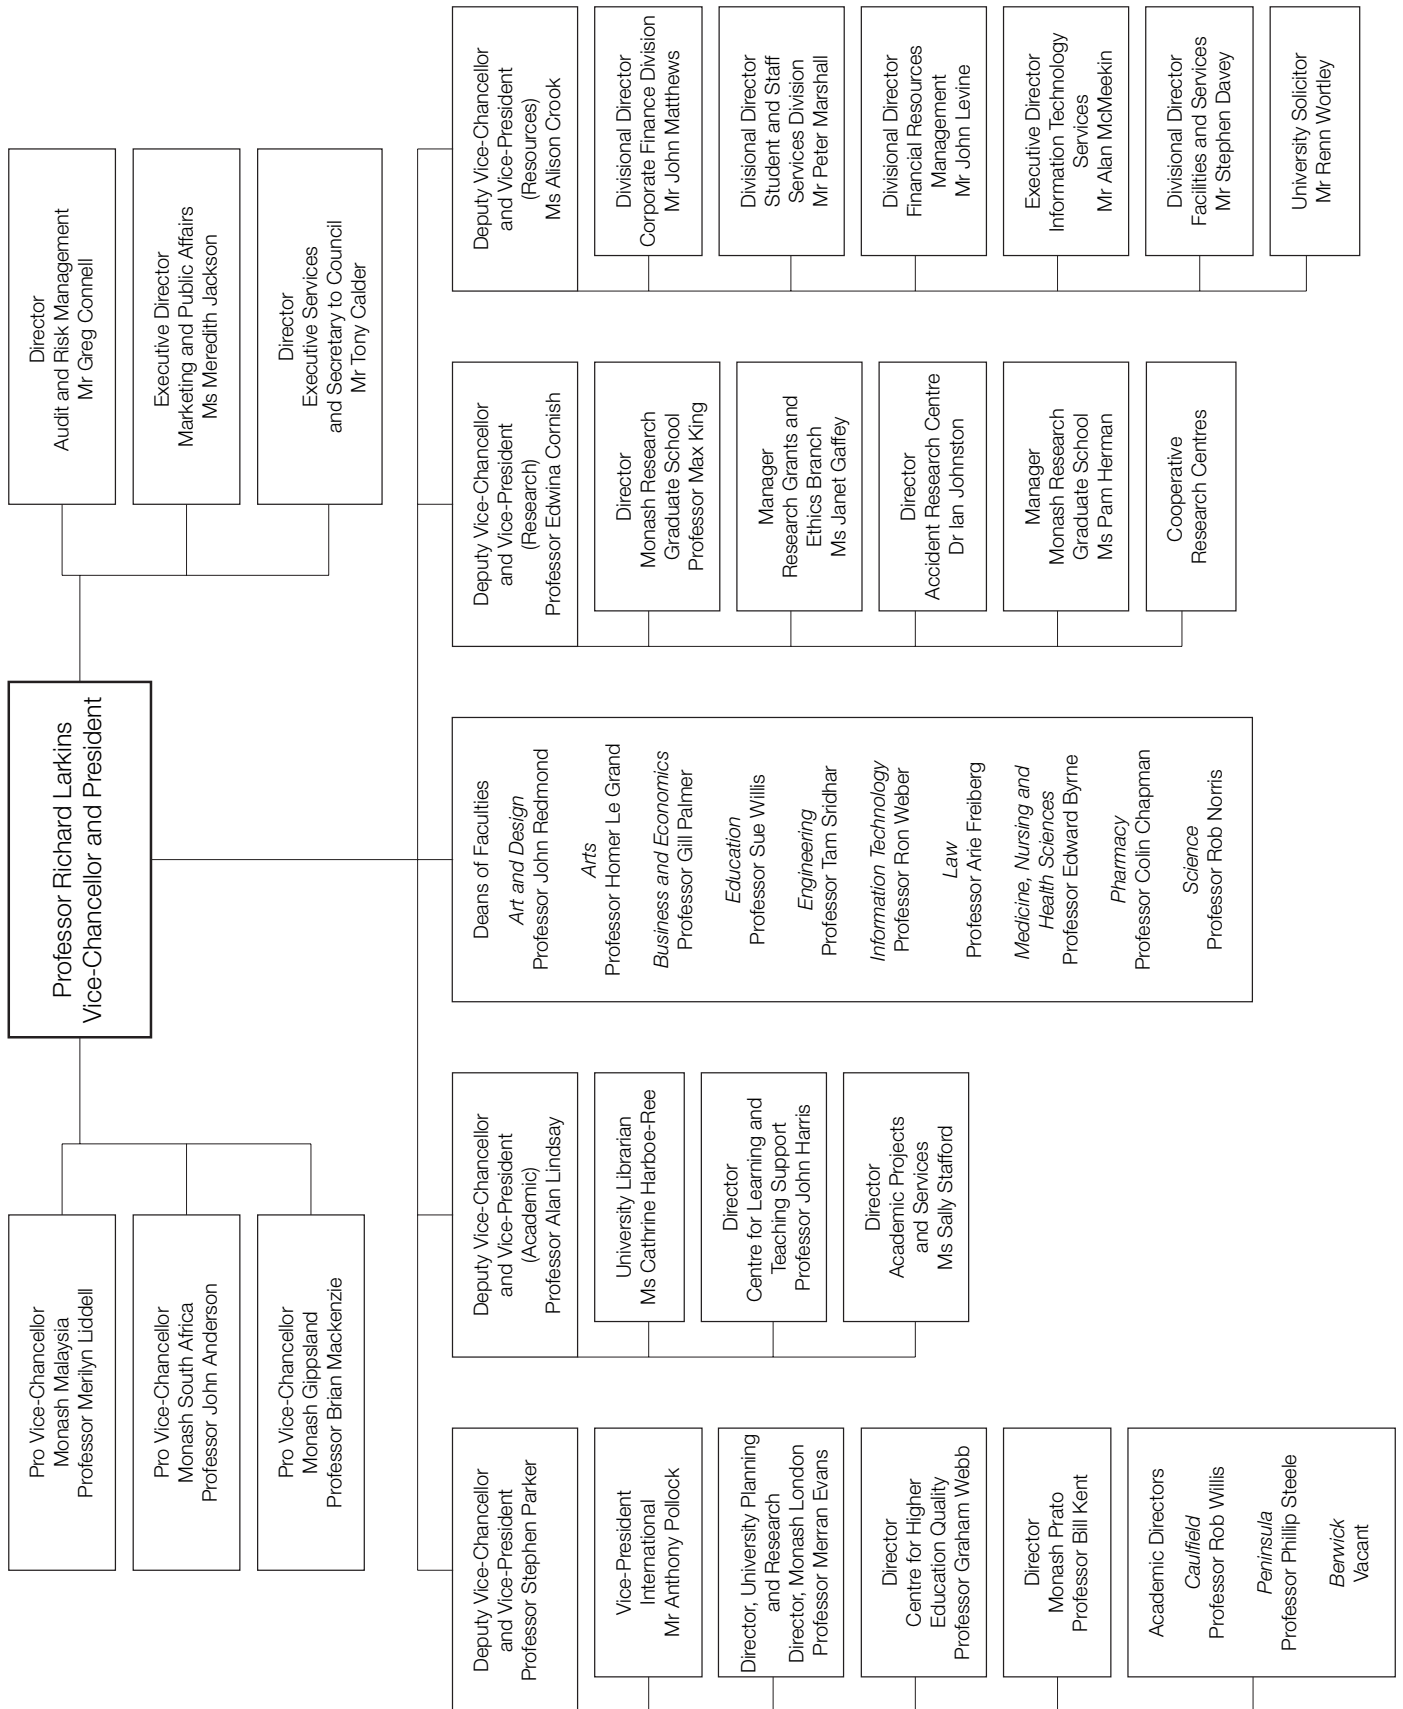 Professor Richard Larkins
Vice-Chancellor and President
Pro Vice-Chancellor
Monash Malaysia
Professor Merilyn Liddell
Pro Vice-Chancellor
Monash South Africa
Professor John Anderson
Pro Vice-Chancellor
Monash Gippsland
Professor Brian Mackenzie
Director
Audit and Risk Management
Mr Greg Connell
Executive Director
Marketing and Public Affairs
Ms Meredith Jackson
Director
Executive Services
and Secretary to Council
Mr Tony Calder
Deputy Vice-Chancellor
and Vice-President
Professor Stephen Parker
Vice-President
International
Mr Anthony Pollock
Director, University Planning
and Research
Director, Monash London
Professor Merran Evans
Director
Centre for Higher
Education Quality
Professor Graham Webb
Director
Monash Prato
Professor Bill Kent
Academic Directors
Caulfield
Professor Rob Willis
Peninsula
Professor Phillip Steele
Berwick
Vacant
Deputy Vice-Chancellor
and Vice-President
(Academic)
Professor Alan Lindsay
University Librarian
Ms Cathrine Harboe-Ree
Director
Centre for Learning and
Teaching Support
Professor John Harris
Director
Academic Projects
and Services
Ms Sally Stafford
Deans of Faculties
Art and Design
Professor John Redmond
Arts
Professor Homer Le Grand
Business and Economics
Professor Gill Palmer
Education
Professor Sue Willis
Engineering
Professor Tam Sridhar
Information Technology
Professor Ron Weber
Law
Professor Arie Freiberg
Medicine, Nursing and
Health Sciences
Professor Edward Byrne
Pharmacy
Professor Colin Chapman
Science
Professor Rob Norris
Deputy Vice-Chancellor
and Vice-President
(Research)
Professor Edwina Cornish
Director
Monash Research
Graduate School
Professor Max King
Manager
Research Grants and
Ethics Branch
Ms Janet Gaffey
Director
Accident Research Centre
Dr Ian Johnston
Manager
Monash Research
Graduate School
Ms Pam Herman
Cooperative
Research Centres
Deputy Vice-Chancellor
and Vice-President
(Resources)
Ms Alison Crook
Divisional Director
Corporate Finance Division
Mr John Matthews
Divisional Director
Student and Staff
Services Division
Mr Peter Marshall
Divisional Director
Financial Resources
Management
Mr John Levine
Executive Director
Information Technology
Services
Mr Alan McMeekin
Divisional Director
Facilities and Services
Mr Stephen Davey
University Solicitor
Mr Renn Wortley